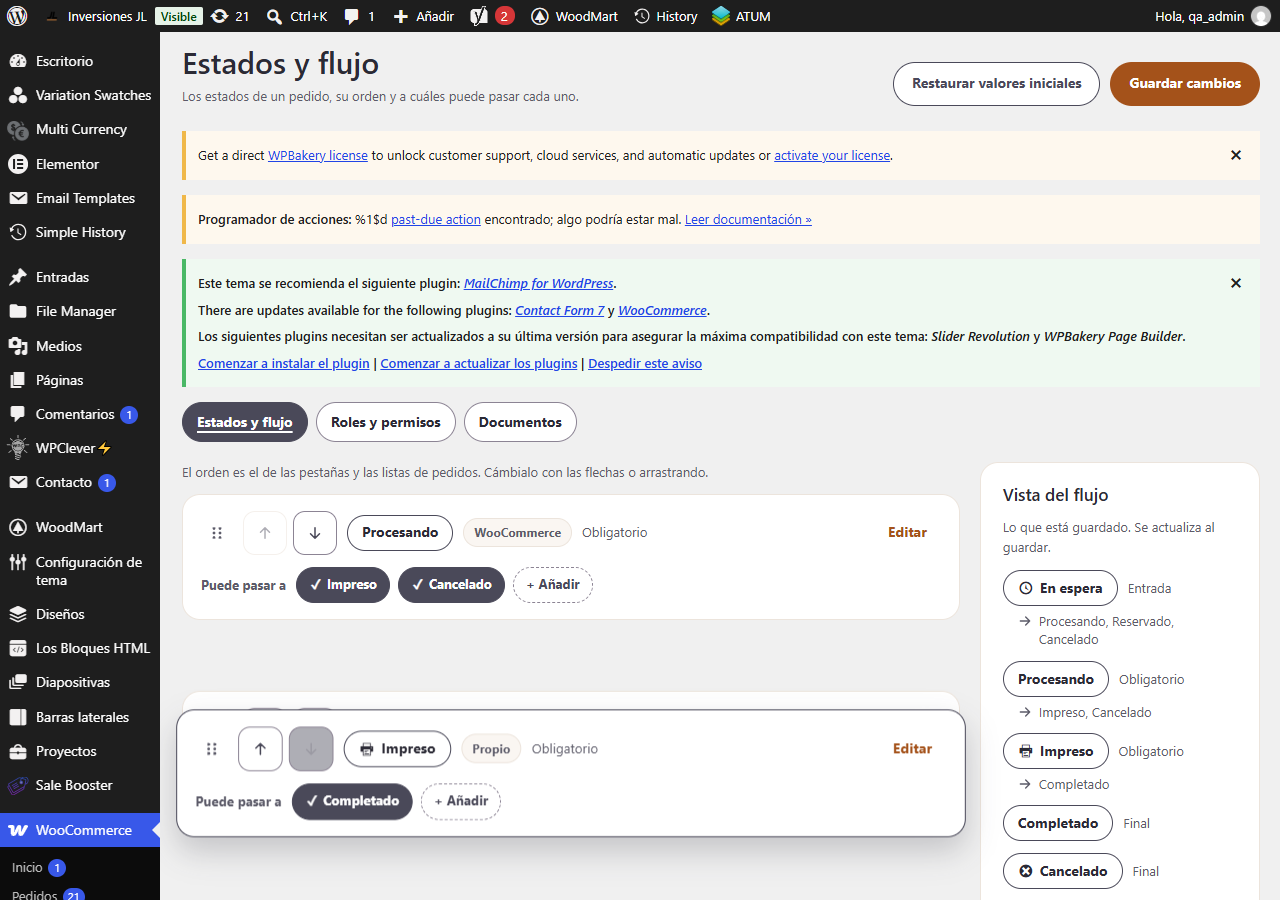 Inversiones JL Visible 21 Ctrl+K 1 Añadir 2 WoodMart History ATUM Hola, qa_admin
Escritorio
Variation Swatches
Multi Currency
Elementor
Email Templates
Simple History
Entradas
File Manager
Medios
Páginas
Comentarios 1
WPClever
Contacto 1
WoodMart
Configuración de
tema
Diseños
Los Bloques HTML
Diapositivas
Barras laterales
Proyectos
Sale Booster
WooCommerce
Inicio 1
Pedidos 21
Estados y flujo
Los estados de un pedido, su orden y a cuáles puede pasar cada uno.
Restaurar valores iniciales
Guardar cambios
Get a direct WPBakery license to unlock customer support, cloud services, and automatic updates or activate your license.
Programador de acciones: %1$d past-due action encontrado; algo podría estar mal. Leer documentación »
Este tema se recomienda el siguiente plugin: MailChimp for WordPress.
There are updates available for the following plugins: Contact Form 7 y WooCommerce.
Los siguientes plugins necesitan ser actualizados a su última versión para asegurar la máxima compatibilidad con este tema: Slider Revolution y WPBakery Page Builder.
Comenzar a instalar el plugin | Comenzar a actualizar los plugins | Despedir este aviso
Estados y flujo
Roles y permisos
Documentos
El orden es el de las pestañas y las listas de pedidos. Cámbialo con las flechas o arrastrando.
Procesando WooCommerce Obligatorio Editar
Puede pasar a ✓ Impreso ✓ Cancelado + Añadir
Impreso Propio Obligatorio Editar
Puede pasar a ✓ Completado + Añadir
Vista del flujo
Lo que está guardado. Se actualiza al
guardar.
En espera Entrada
→ Procesando, Reservado,
Cancelado
Procesando Obligatorio
→ Impreso, Cancelado
Impreso Obligatorio
→ Completado
Completado Final
Cancelado Final